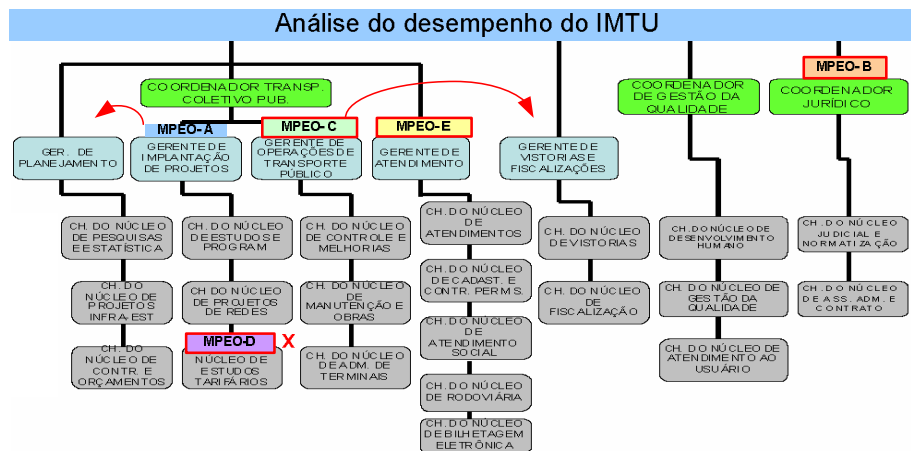 Análise do desempenho do IMTU
COORDENADOR TRANSP.
COLETIVO PUB.
COORDENADOR
DE GESTÃO DA
QUALIDADE
MPEO- B
COORDENADOR
JURÍDICO
GER. DE
PLANEJAMENTO
MPEO- A
GERENTE DE
IMPLANTAÇÃO
DE PROJETOS
MPEO- C
GERENTE DE
OPERAÇÕES DE
TRANSPORTE
PÚBLICO
MPEO- E
GERENTE DE
ATENDIMENTO
GERENTE DE
VISTORIAS E
FISCALIZAÇÕES
CH. DO NÚCLEO
DE PESQUISAS
E ESTATÍSTICA
CH. DO
NÚCLEO DE
PROJETOS
INFRA-EST
CH. DO
NÚCLEO DE
CONTR. E
ORÇAMENTOS
CH. DO NÚCLEO
DE ESTUDOS E
PROGRAM
CH. DO NÚCLEO
DE PROJETOS
DE REDES
MPEO-D
X
NÚCLEO DE
ESTUDOS
TARIFÁRIOS
CH. DO NÚCLEO
DE CONTROLE E
MELHORIAS
CH. DO NÚCLEO
DE
MANUTENÇÃO E
OBRAS
CH. DO NÚCLEO
DE ADM. DE
TERMINAIS
CH. DO NÚCLEO
DE
ATENDIMENTOS
CH. DO NÚCLEO
DE CADAST. E
CONTR. PERMS.
CH. DO NÚCLEO
DE
ATENDIMENTO
SOCIAL
CH. DO NÚCLEO
DE RODOVIÁRIA
CH. DO NÚCLEO
DE BILHETAGEM
ELETRÔNICA
CH. DO NÚCLEO
DE VISTORIAS
CH. DO NÚCLEO
DE
FISCALIZAÇÃO
CH. DO NÚCLEO DE
DESENVOLVIMENTO
HUMANO
CH. DO NÚCLEO DE
GESTÃO DA
QUALIDADE
CH. DO NÚCLEO DE
ATENDIMENTO AO
USUÁRIO
CH. DO NÚCLEO
JUDICIAL E
NORMATIZAÇÃO
CH. DO NÚCLEO
DE ASS. ADM. E
CONTRATO